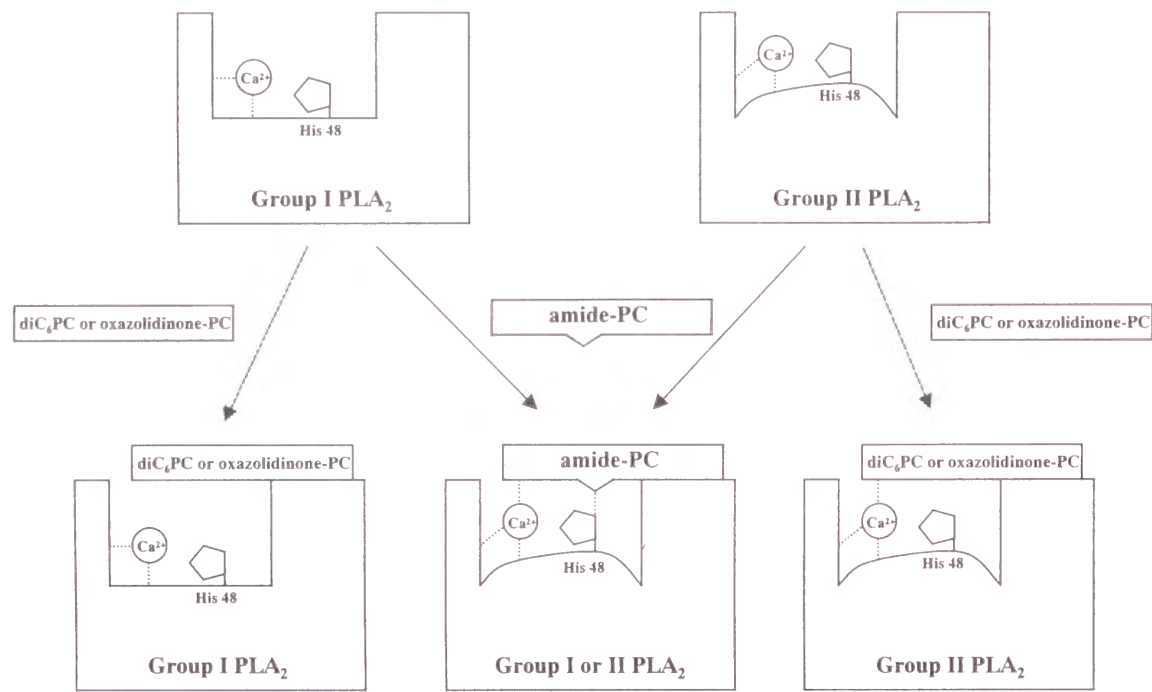 Ca²⁺
His 48
Group I PLA₂
Ca²⁺
His 48
Group II PLA₂
diC₆PC or oxazolidinone-PC
amide-PC
diC₆PC or oxazolidinone-PC
diC₆PC or oxazolidinone-PC
Ca²⁺
His 48
Group I PLA₂
amide-PC
Ca²⁺
His 48
Group I or II PLA₂
diC₆PC or oxazolidinone-PC
Ca²⁺
His 48
Group II PLA₂